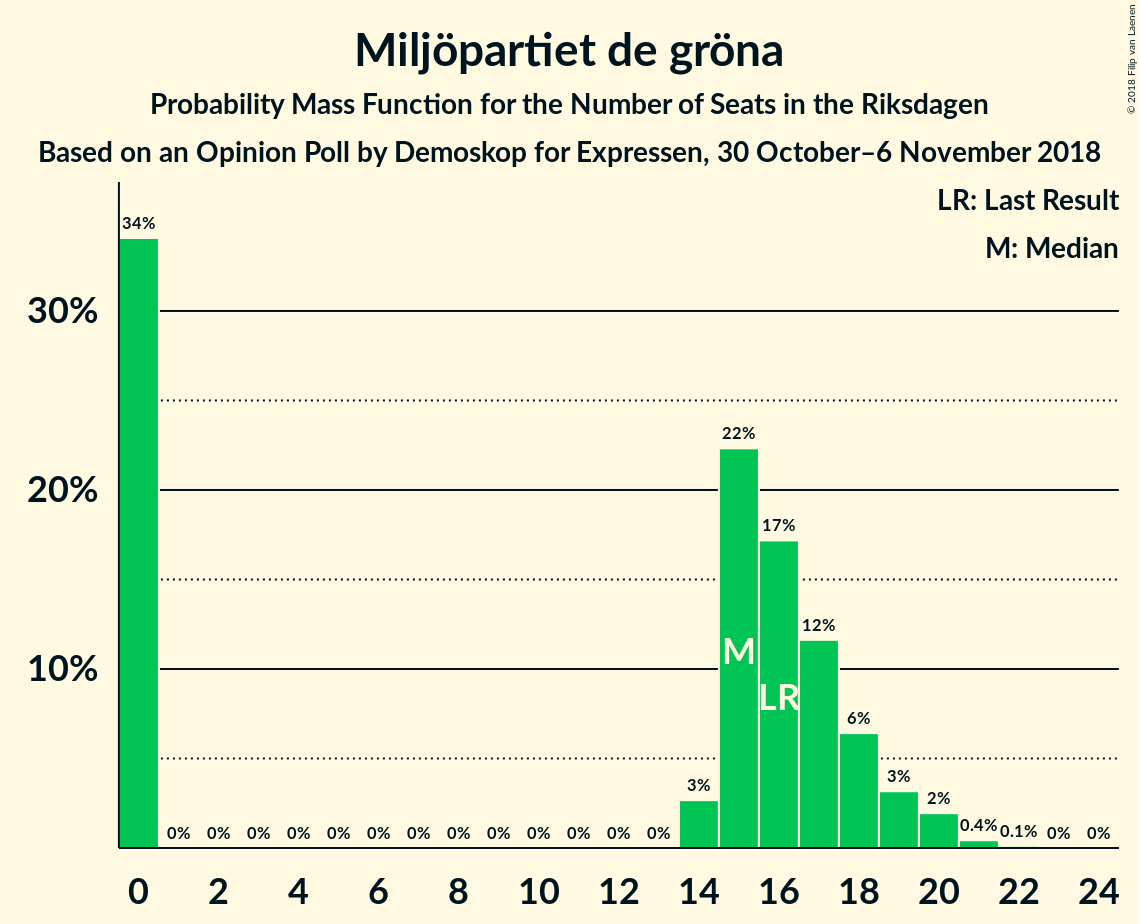 Miljöpartiet de gröna
Probability Mass Function for the Number of Seats in the Riksdagen
Based on an Opinion Poll by Demoskop for Expressen, 30 October–6 November 2018
© 2018 Filip van Laenen
LR: Last Result
M: Median
34%
30%
22%
20%
17%
12%
M
10%
LR
6%
3%
3%
2%
0.4%
0.1%
0% 0% 0% 0% 0% 0% 0% 0% 0% 0% 0% 0% 0% 0% 0%
0 2 4 6 8 10 12 14 16 18 20 22 24